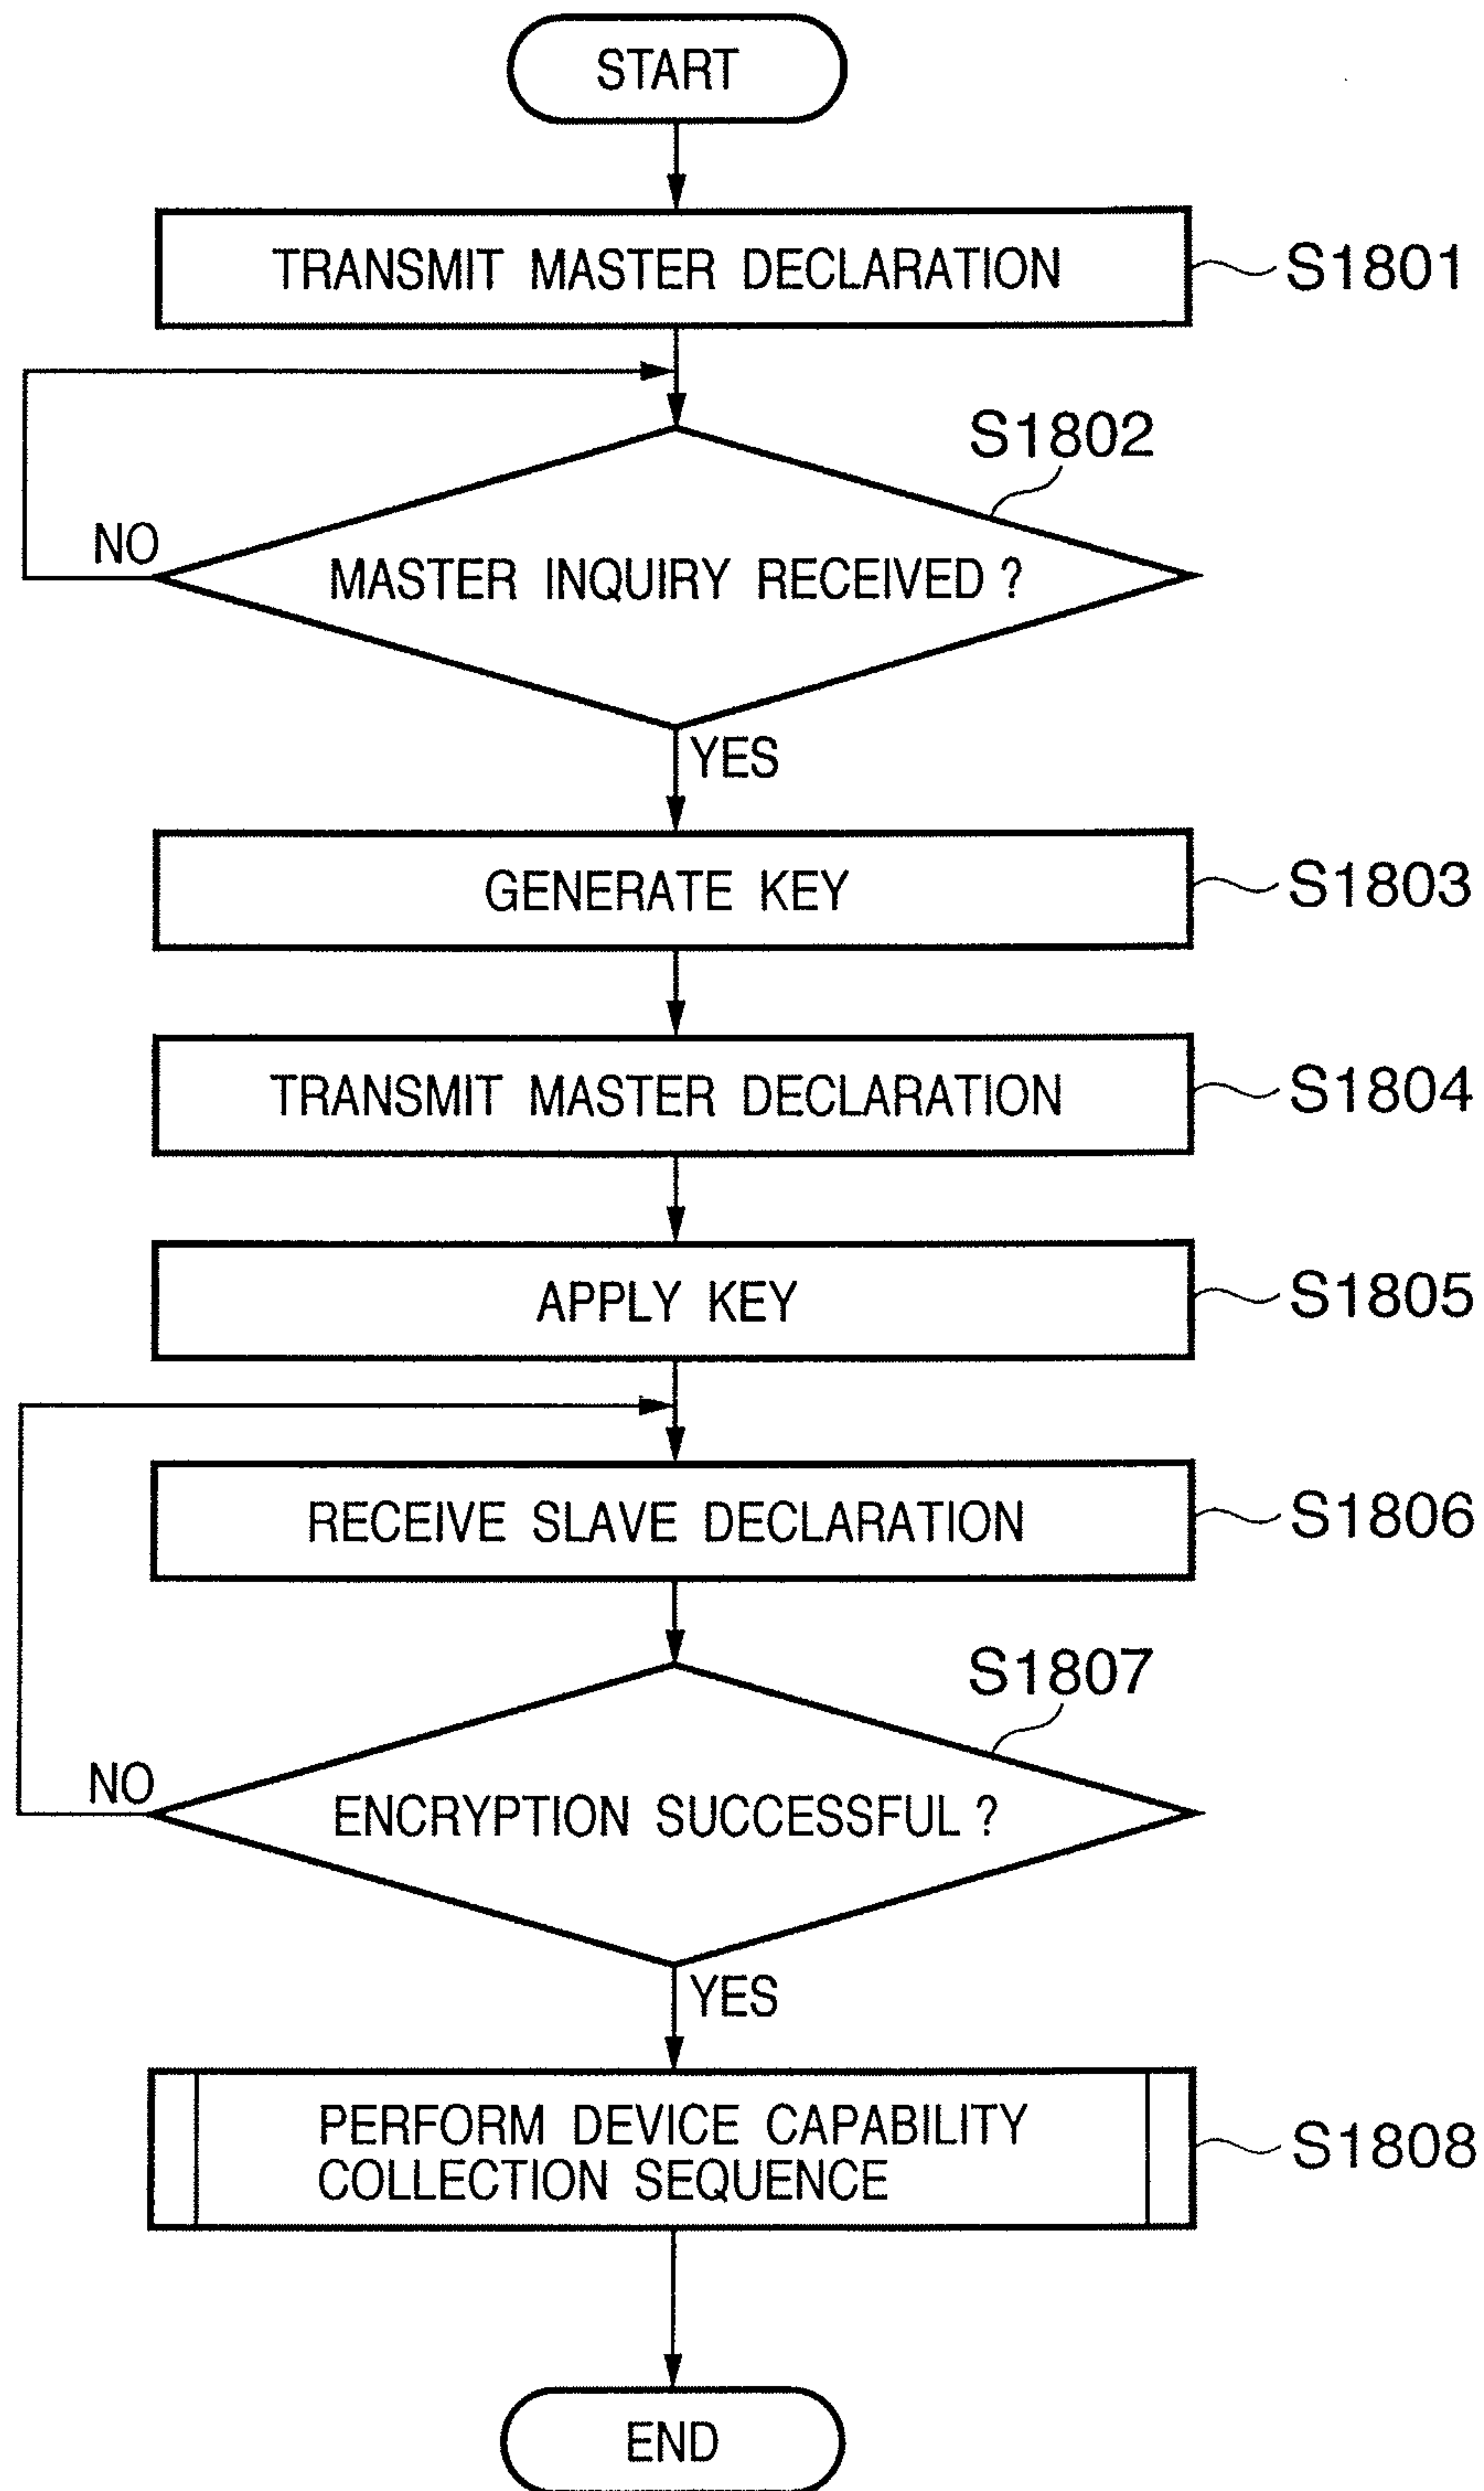 START
TRANSMIT MASTER DECLARATION
S1801
S1802
NO
MASTER INQUIRY RECEIVED ?
YES
GENERATE KEY
S1803
TRANSMIT MASTER DECLARATION
S1804
APPLY KEY
S1805
RECEIVE SLAVE DECLARATION
S1806
S1807
NO
ENCRYPTION SUCCESSFUL ?
YES
PERFORM DEVICE CAPABILITY
COLLECTION SEQUENCE
S1808
END